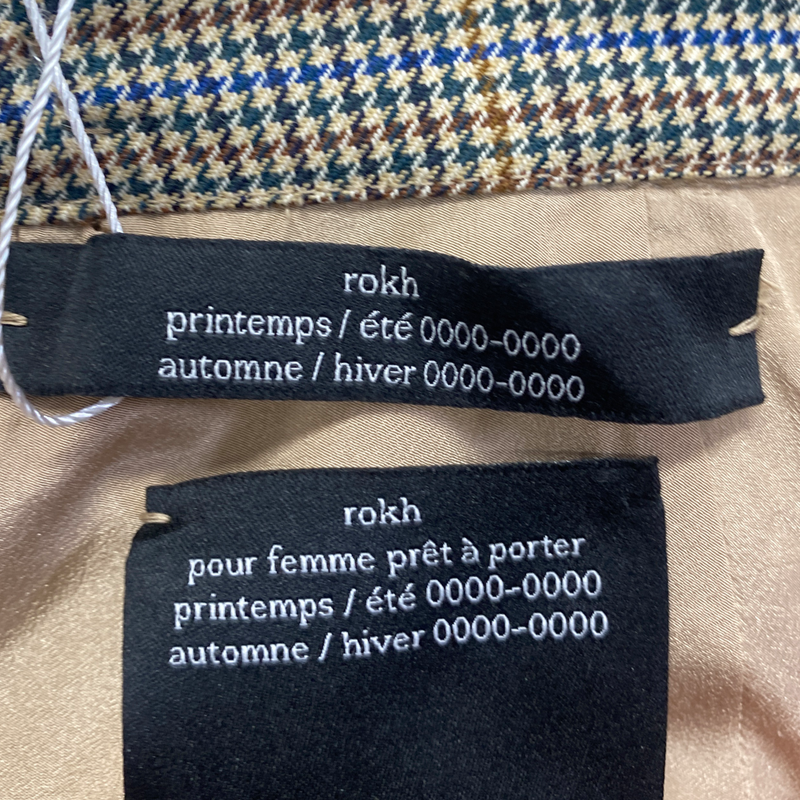 rokh
printemps / été 0000-0000
automne / hiver 0000-0000
rokh
pour femme prêt à porter
printemps / été 0000-0000
automne / hiver 0000-0000